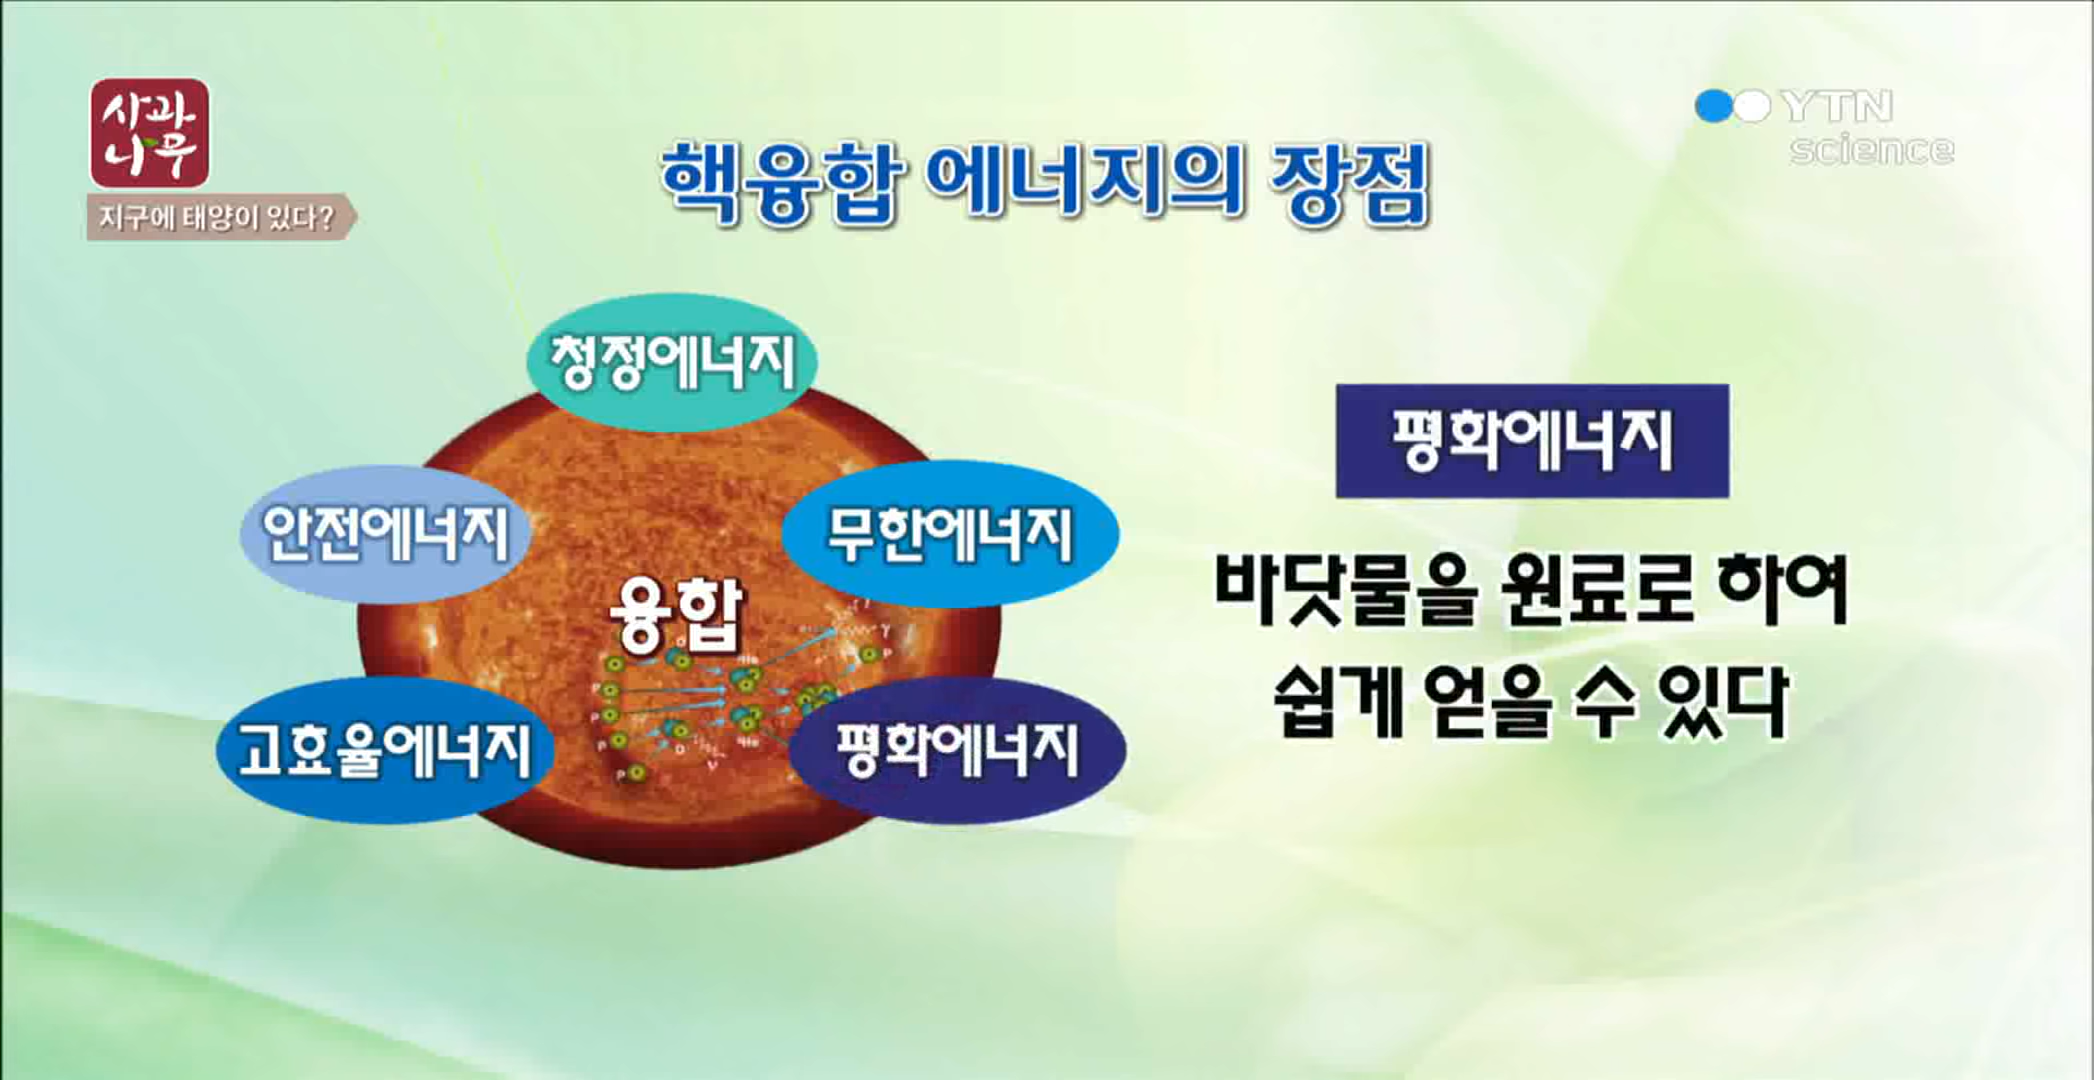 사과
나무
지구에 태양이 있다?
YTN
science
핵융합 에너지의 장점
청정에너지
안전에너지
무한에너지
융합
고효율에너지
평화에너지
평화에너지
바닷물을 원료로 하여
쉽게 얻을 수 있다